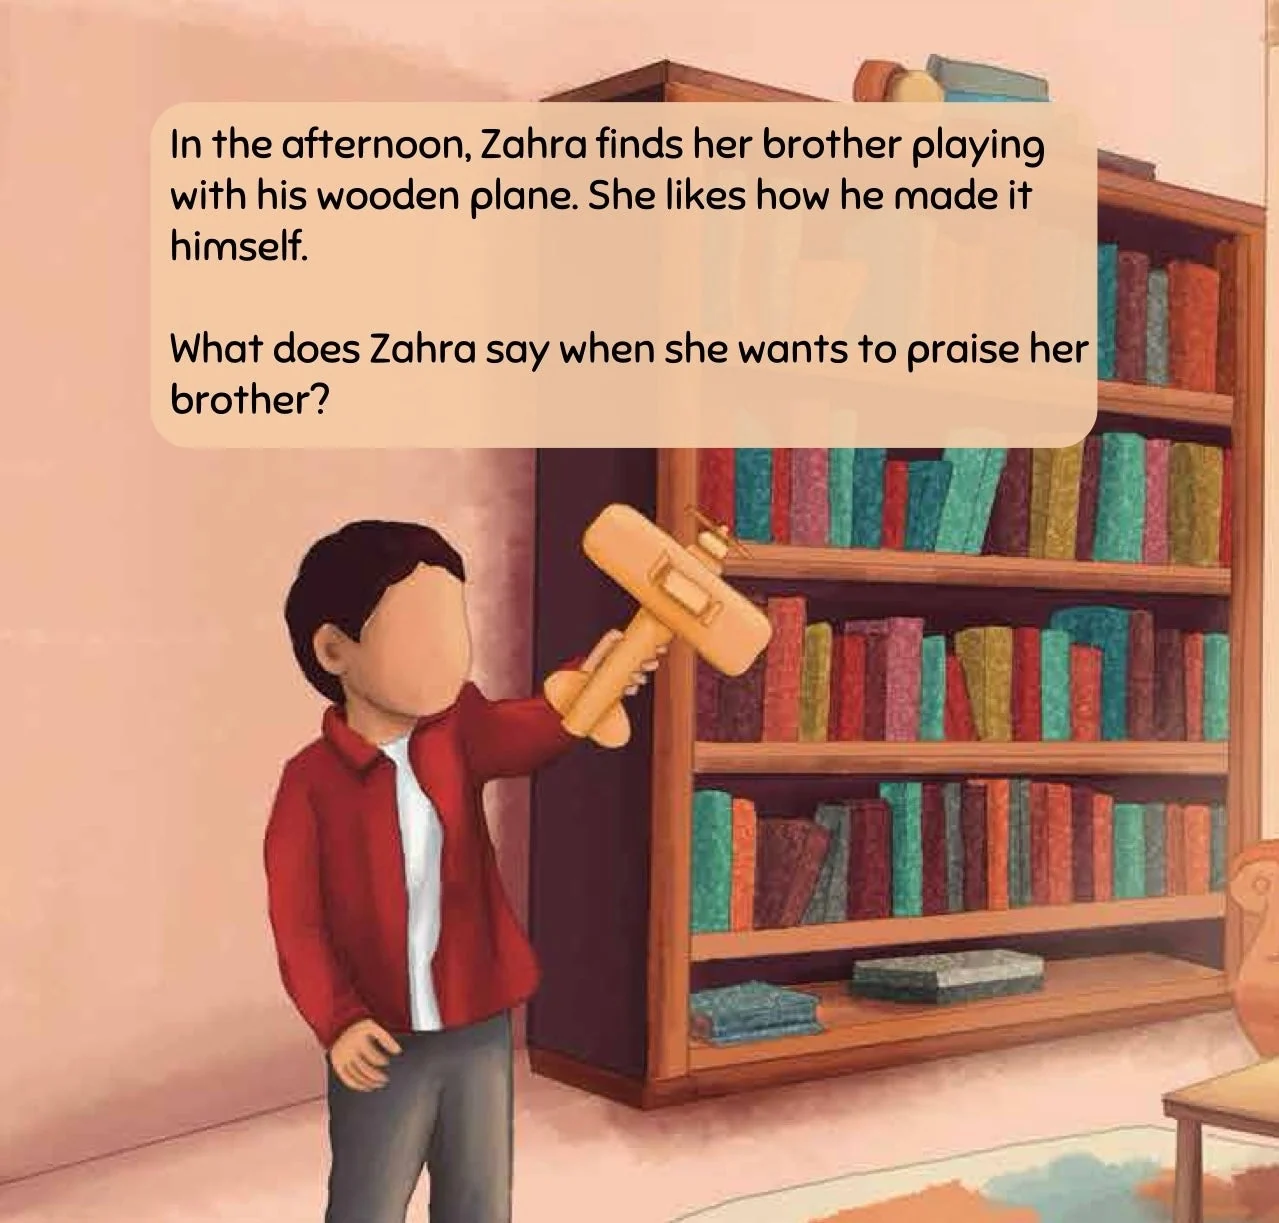 In the afternoon, Zahra finds her brother playing
with his wooden plane. She likes how he made it
himself.
What does Zahra say when she wants to praise her
brother?